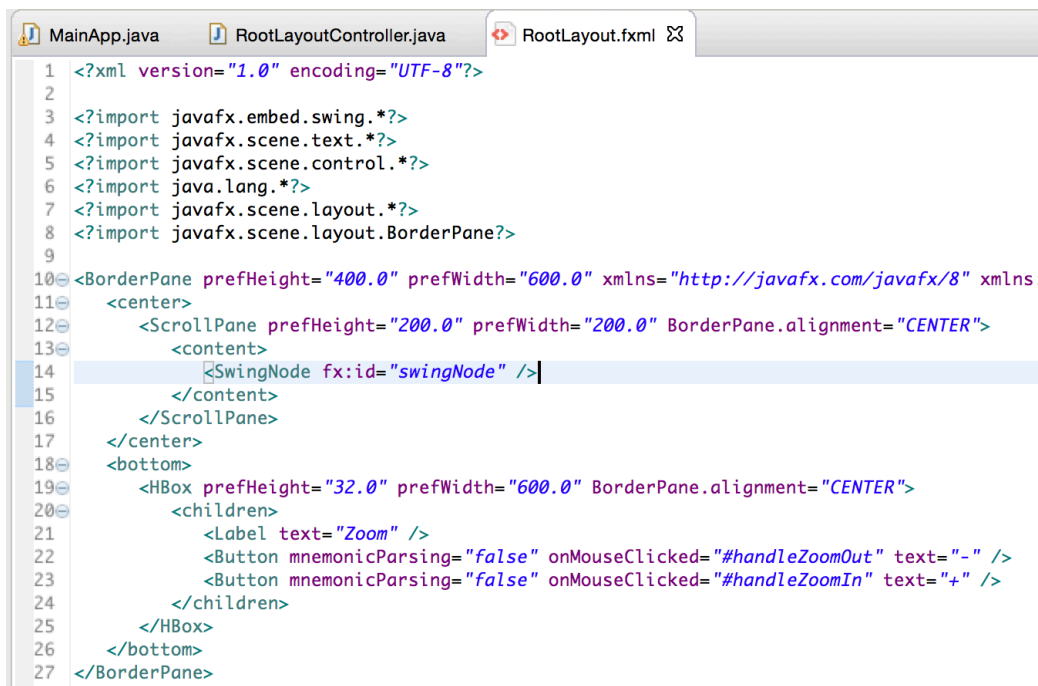 MainApp.java RootLayoutController.java RootLayout.fxml
1 <?xml version="1.0" encoding="UTF-8"?>
2
3 <?import javafx.embed.swing.*?>
4 <?import javafx.scene.text.*?>
5 <?import javafx.scene.control.*?>
6 <?import java.lang.*?>
7 <?import javafx.scene.layout.*?>
8 <?import javafx.scene.layout.BorderPane?>
9
10 <BorderPane prefHeight="400.0" prefWidth="600.0" xmlns="http://javafx.com/javafx/8" xmlns
11 <center>
12 <ScrollPane prefHeight="200.0" prefWidth="200.0" BorderPane.alignment="CENTER">
13 <content>
14 <SwingNode fx:id="swingNode" />
15 </content>
16 </ScrollPane>
17 </center>
18 <bottom>
19 <HBox prefHeight="32.0" prefWidth="600.0" BorderPane.alignment="CENTER">
20 <children>
21 <Label text="Zoom" />
22 <Button mnemonicParsing="false" onMouseClicked="#handleZoomOut" text="-" />
23 <Button mnemonicParsing="false" onMouseClicked="#handleZoomIn" text="+" />
24 </children>
25 </HBox>
26 </bottom>
27 </BorderPane>